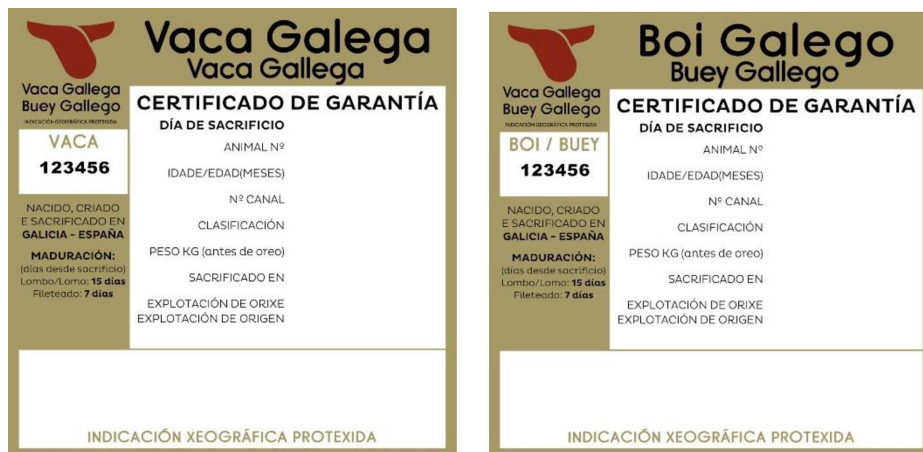 Vaca Galega
Vaca Gallega
Vaca Gallega
Buey Gallego
INDICACIÓN GEOGRÁFICA PROTEGIDA
VACA
123456
NACIDO, CRIADO
E SACRIFICADO EN
GALICIA - ESPAÑA
MADURACIÓN:
(días desde sacrificio)
Lombo/Lomo: 15 días
Fileteado: 7 días
CERTIFICADO DE GARANTÍA
DÍA DE SACRIFICIO
ANIMAL Nº
IDADE/EDAD(MESES)
Nº CANAL
CLASIFICACIÓN
PESO KG (antes de oreo)
SACRIFICADO EN
EXPLOTACIÓN DE ORIXE
EXPLOTACIÓN DE ORIGEN
INDICACIÓN XEOGRÁFICA PROTEXIDA
Boi Galego
Buey Gallego
Vaca Gallega
Buey Gallego
INDICACIÓN GEOGRÁFICA PROTEGIDA
BOI / BUEY
123456
NACIDO, CRIADO
E SACRIFICADO EN
GALICIA - ESPAÑA
MADURACIÓN:
(días desde sacrificio)
Lombo/Lomo: 15 días
Fileteado: 7 días
CERTIFICADO DE GARANTÍA
DÍA DE SACRIFICIO
ANIMAL Nº
IDADE/EDAD(MESES)
Nº CANAL
CLASIFICACIÓN
PESO KG (antes de oreo)
SACRIFICADO EN
EXPLOTACIÓN DE ORIXE
EXPLOTACIÓN DE ORIGEN
INDICACIÓN XEOGRÁFICA PROTEXIDA